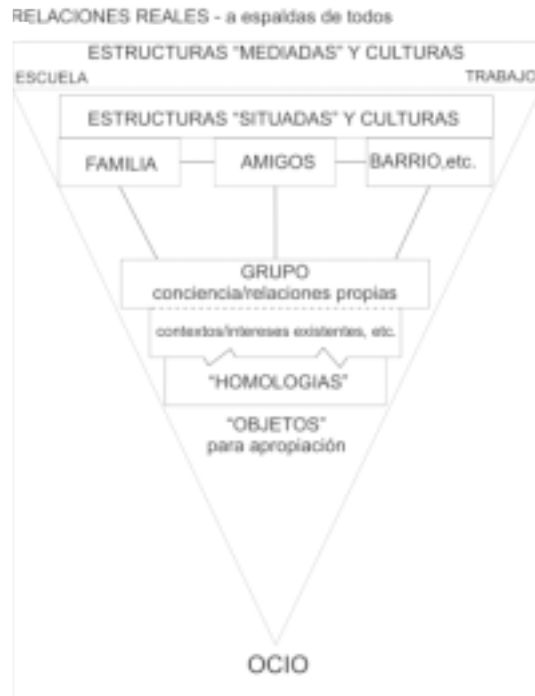 RELACIONES REALES - a espaldas de todos
ESTRUCTURAS "MEDIADAS" Y CULTURAS
ESCUELA TRABAJO
ESTRUCTURAS "SITUADAS" Y CULTURAS
FAMILIA AMIGOS BARRIO,etc.
GRUPO
conciencia/relaciones propias
contextos/intereses existentes, etc.
"HOMOLOGIAS"
"OBJETOS"
para apropiación
OCIO